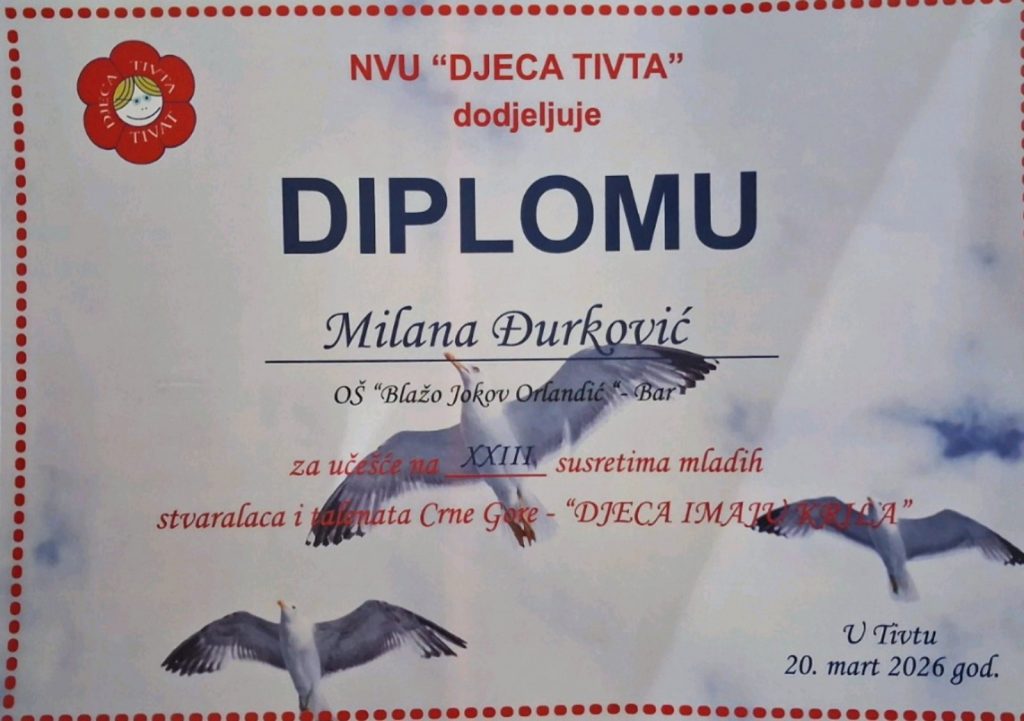 DJECA TIVTA
TIVAT
NVU “DJECA TIVTA”
dodjeljuje
DIPLOMU
Milana Đurković
OŠ “Blažo Jokov Orlandić “- Bar
za učešće na XXIII. susretima mladih
stvaralaca i talenata Crne Gore - “DJECA IMAJU KRILA”
U Tivtu
20. mart 2026 god.